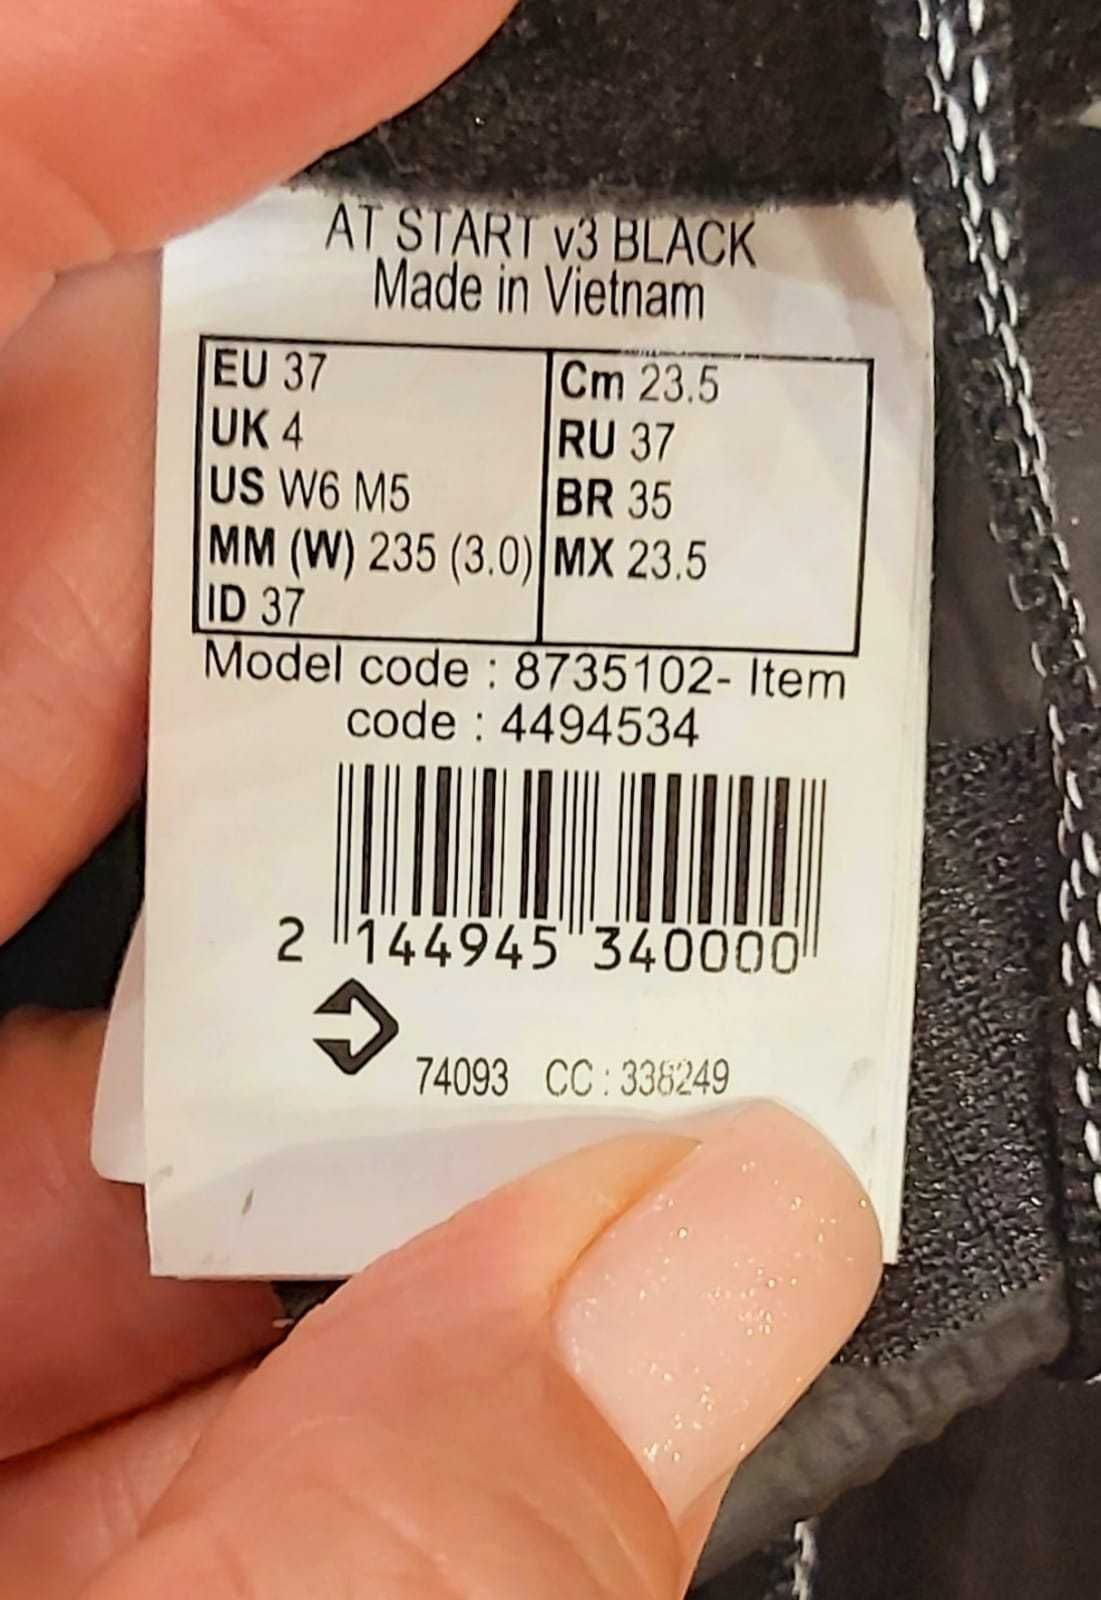 AT START v3 BLACK
Made in Vietnam
EU 37
UK 4
US W6 M5
MM (W) 235 (3.0)
ID 37
Cm 23.5
RU 37
BR 35
MX 23.5
Model code : 8735102- Item
code : 4494534
2 144945 340000
74093 CC : 338249